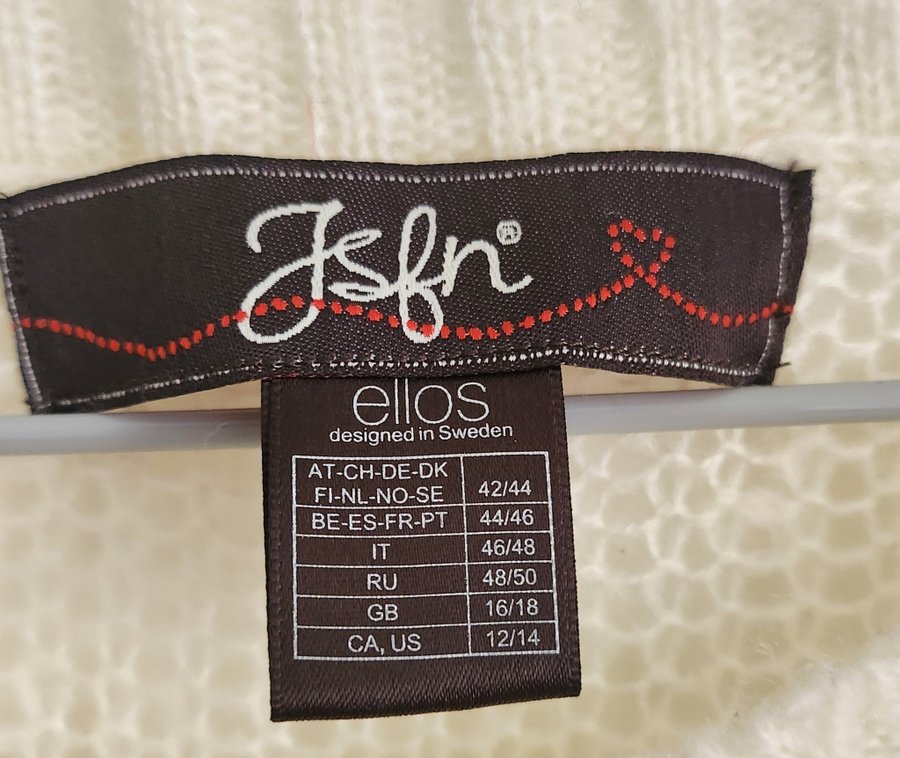 Jsfn®
ellos
designed in Sweden
AT-CH-DE-DK
FI-NL-NO-SE 42/44
BE-ES-FR-PT 44/46
IT 46/48
RU 48/50
GB 16/18
CA, US 12/14